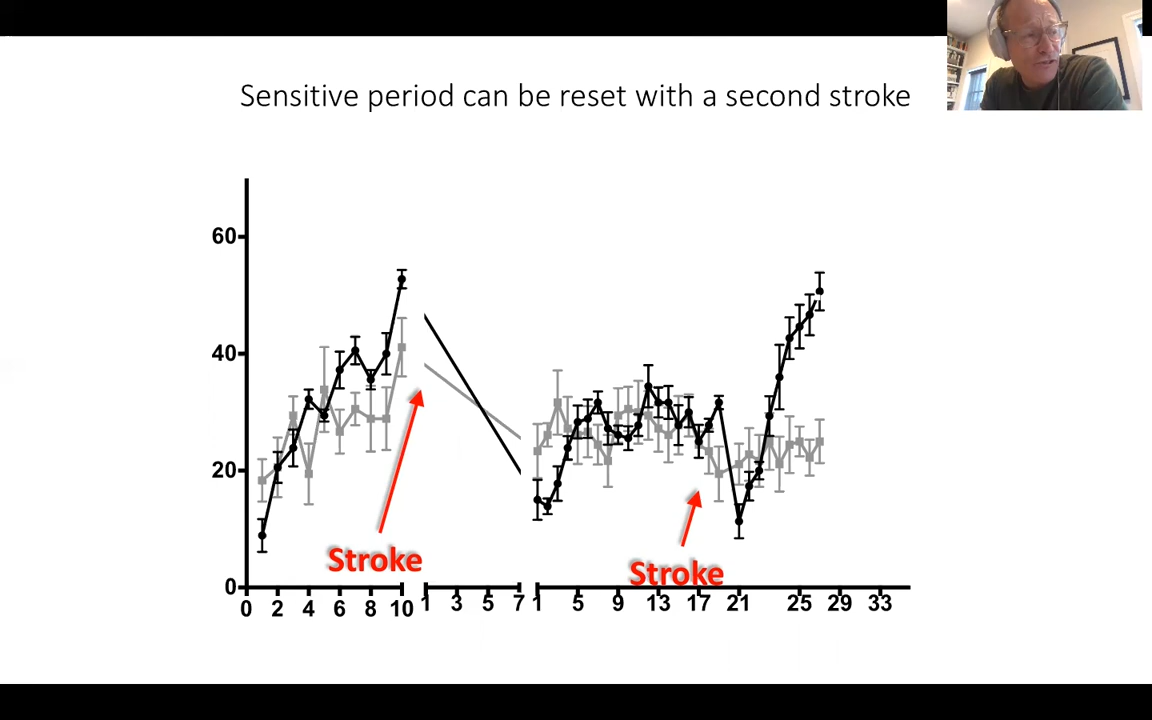 Sensitive period can be reset with a second stroke
60
40
20
0
Stroke
Stroke
0 2 4 6 8 10 1 3 5 7 1 5 9 13 17 21 25 29 33